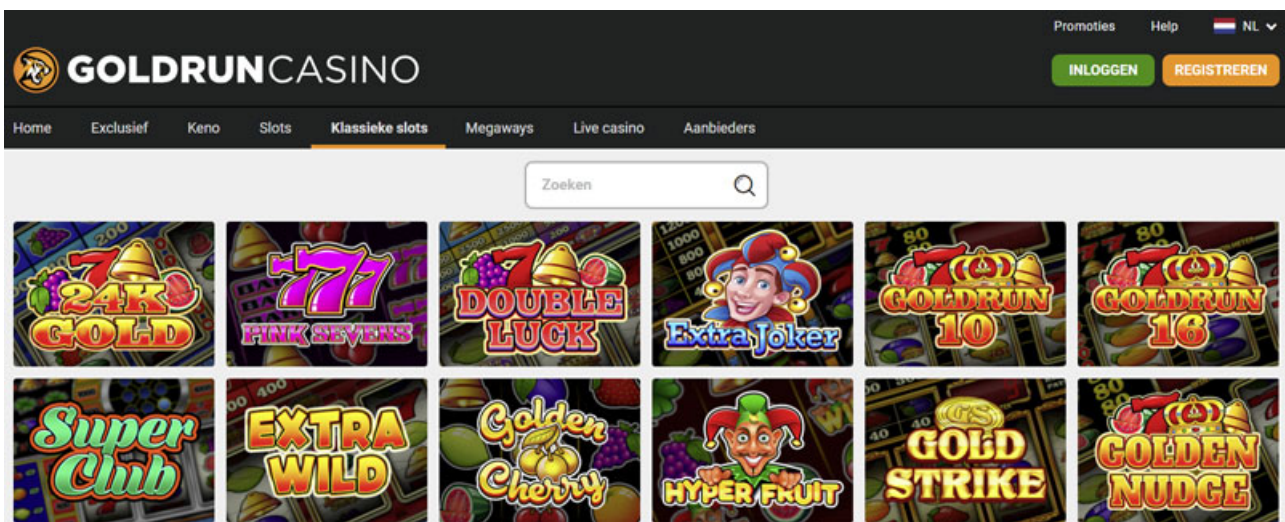 Promoties Help NL
GOLDRUNCASINO
INLOGGEN REGISTREREN
Home Exclusief Keno Slots Klassieke slots Megaways Live casino Aanbieders
Zoeken
24K GOLD
777 PINK SEVENS
7 DOUBLE LUCK
Extra Joker
GOLDRUN 10
GOLDRUN 16
Super Club
EXTRA WILD
Golden Cherry
HYPER FRUIT
GS GOLD STRIKE
GOLDEN NUDGE